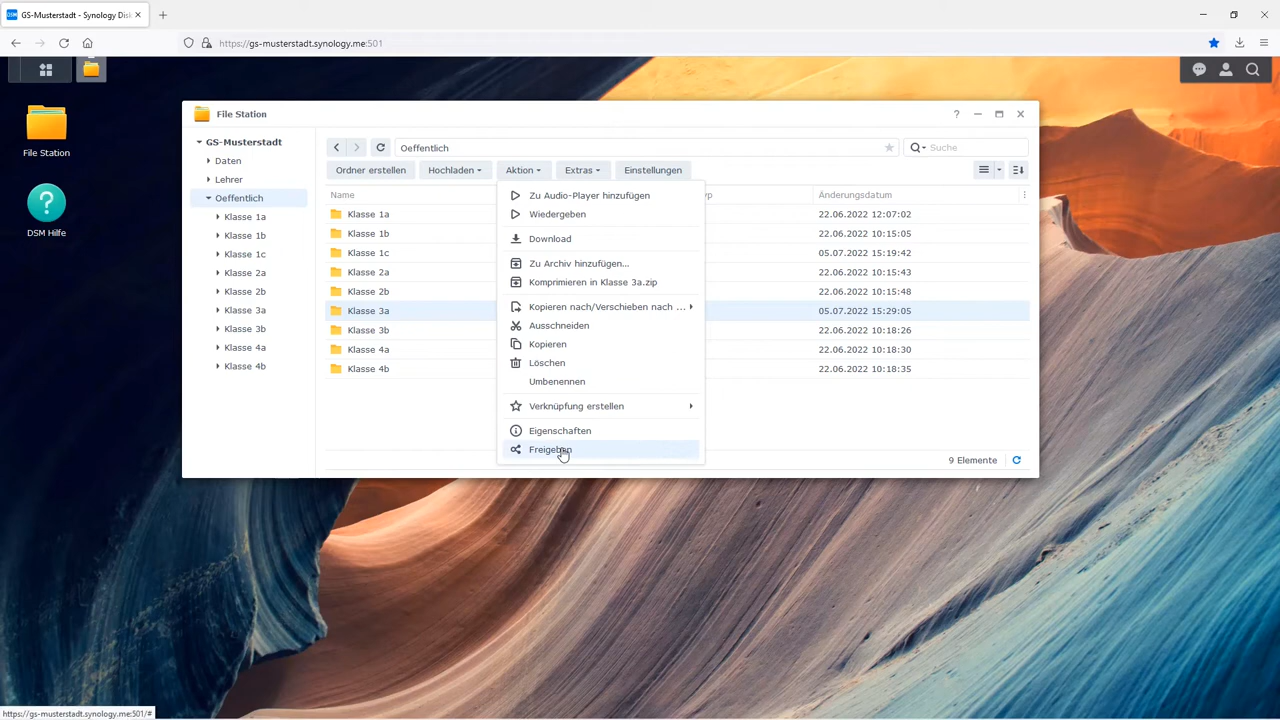 GS-Musterstadt - Synology Dis
https://gs-musterstadt.synology.me:501
File Station
DSM Hilfe
File Station
GS-Musterstadt
Daten
Lehrer
Oeffentlich
Klasse 1a
Klasse 1b
Klasse 1c
Klasse 2a
Klasse 2b
Klasse 3a
Klasse 3b
Klasse 4a
Klasse 4b
Oeffentlich
Suche
Ordner erstellen Hochladen Aktion Extras Einstellungen
Name Änderungsdatum
Klasse 1a 22.06.2022 12:07:02
Klasse 1b 22.06.2022 10:15:05
Klasse 1c 05.07.2022 15:29:05
Klasse 2a 22.06.2022 10:15:43
Klasse 2b 22.06.2022 10:15:48
Klasse 3a 05.07.2022 15:29:05
Klasse 3b 22.06.2022 10:18:26
Klasse 4a 22.06.2022 10:18:30
Klasse 4b 22.06.2022 10:18:35
Zu Audio-Player hinzufügen
Wiedergeben
Download
Zu Archiv hinzufügen...
Komprimieren in Klasse 3a.zip
Kopieren nach/Verschieben nach ...
Ausschneiden
Kopieren
Löschen
Umbenennen
Verknüpfung erstellen
Eigenschaften
Freigeben
9 Elemente
https://gs-musterstadt.synology.me:501/#